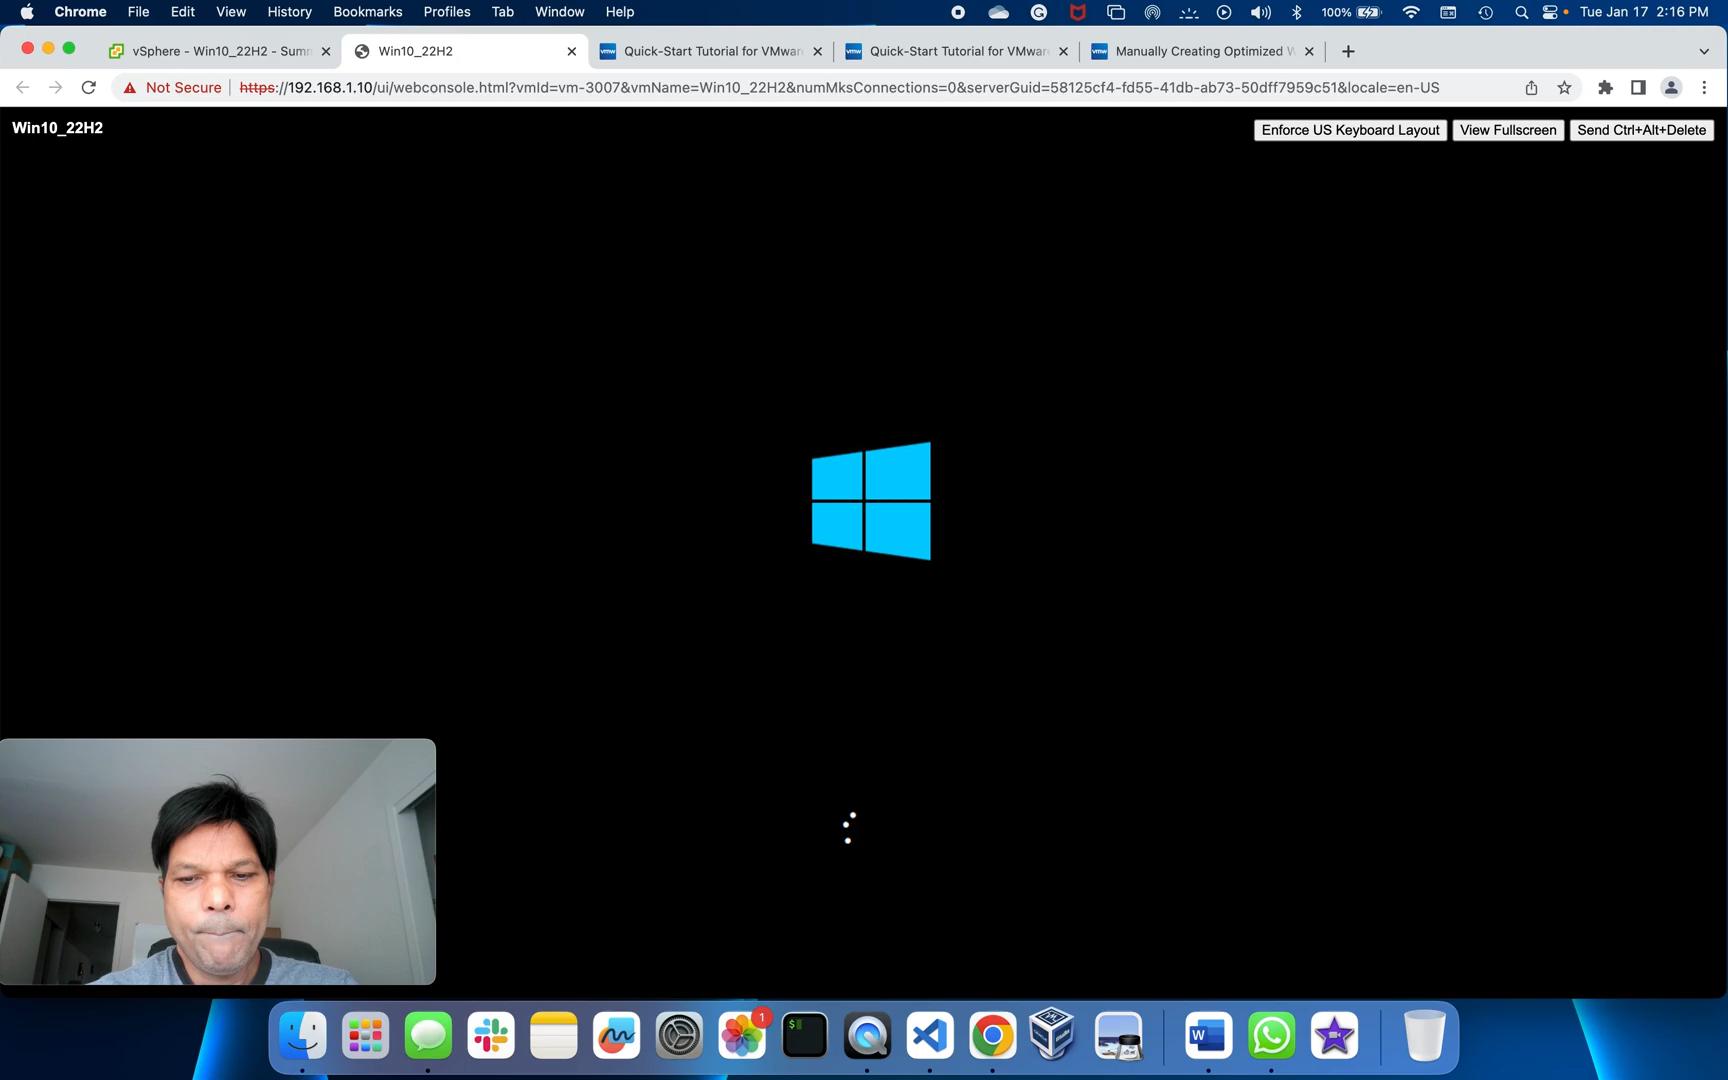 Chrome File Edit View History Bookmarks Profiles Tab Window Help 100% Tue Jan 17 2:16 PM
vSphere - Win10_22H2 - Summ Win10_22H2 Quick-Start Tutorial for VMwar Quick-Start Tutorial for VMwar Manually Creating Optimized W
Not Secure https://192.168.1.10/ui/webconsole.html?vmId=vm-3007&vmName=Win10_22H2&numMksConnections=0&serverGuid=58125cf4-fd55-41db-ab73-50dff7959c51&locale=en-US
Win10_22H2 Enforce US Keyboard Layout View Fullscreen Send Ctrl+Alt+Delete
1